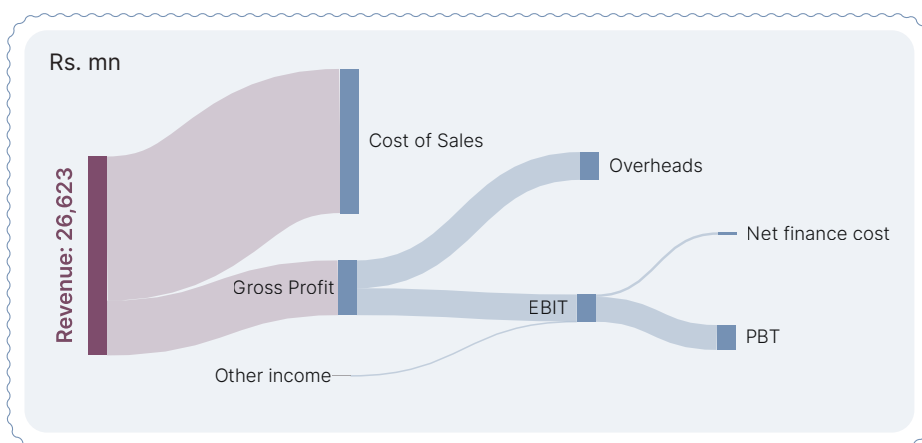 Rs. mn
Revenue: 26,623
Cost of Sales
Overheads
Net finance cost
Gross Profit
EBIT
PBT
Other income